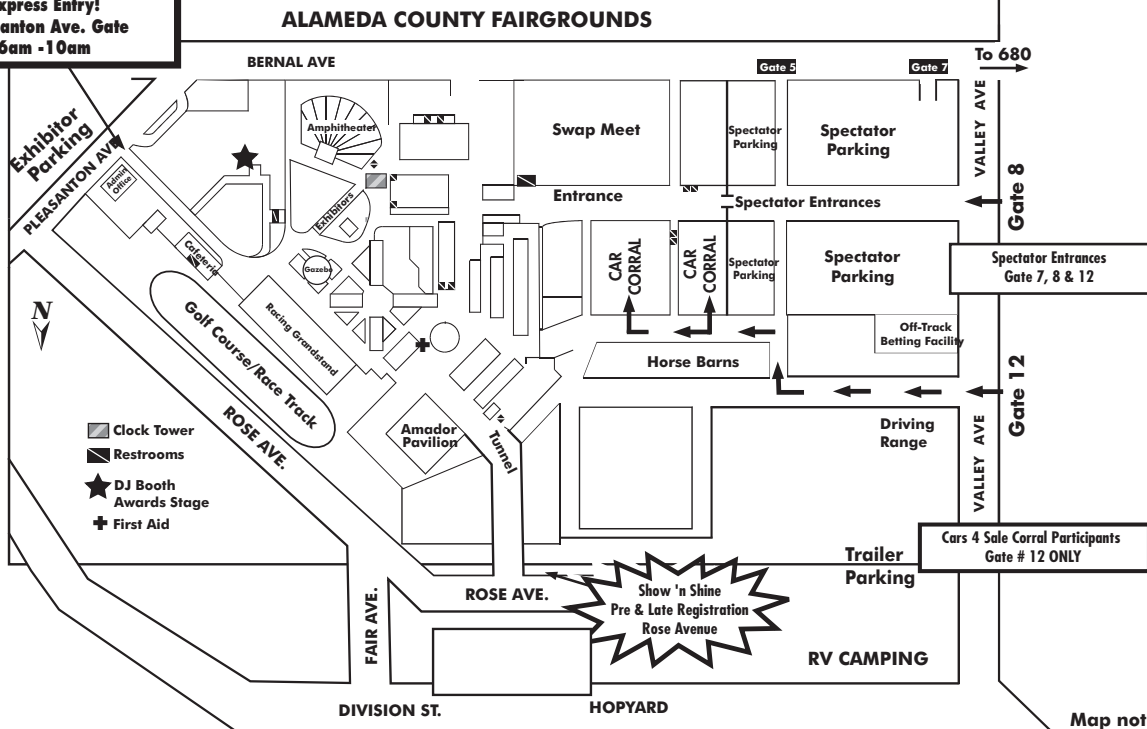 xpress Entry!
anton Ave. Gate
6am -10am
ALAMEDA COUNTY FAIRGROUNDS
BERNAL AVE
Gate 5
Gate 7
To 680
VALLEY AVE
Exhibitor
Parking
PLEASANTON AVE.
Admin
Office
Amphitheater
Swap Meet
Spectator
Parking
Spectator
Parking
Gate 8
Exhibitors
Entrance
Spectator Entrances
Cafeteria
Gazebo
CAR
CORRAL
CAR
CORRAL
Spectator
Parking
Spectator
Parking
Spectator Entrances
Gate 7, 8 & 12
N
Golf Course/Race Track
Racing Grandstand
Off-Track
Betting Facility
Horse Barns
Gate 12
ROSE AVE.
Amador
Pavilion
Tunnel
Driving
Range
VALLEY AVE
Clock Tower
Restrooms
DJ Booth
Awards Stage
First Aid
Cars 4 Sale Corral Participants
Gate # 12 ONLY
Trailer
Parking
ROSE AVE.
Show 'n Shine
Pre & Late Registration
Rose Avenue
FAIR AVE.
RV CAMPING
DIVISION ST.
HOPYARD
Map not